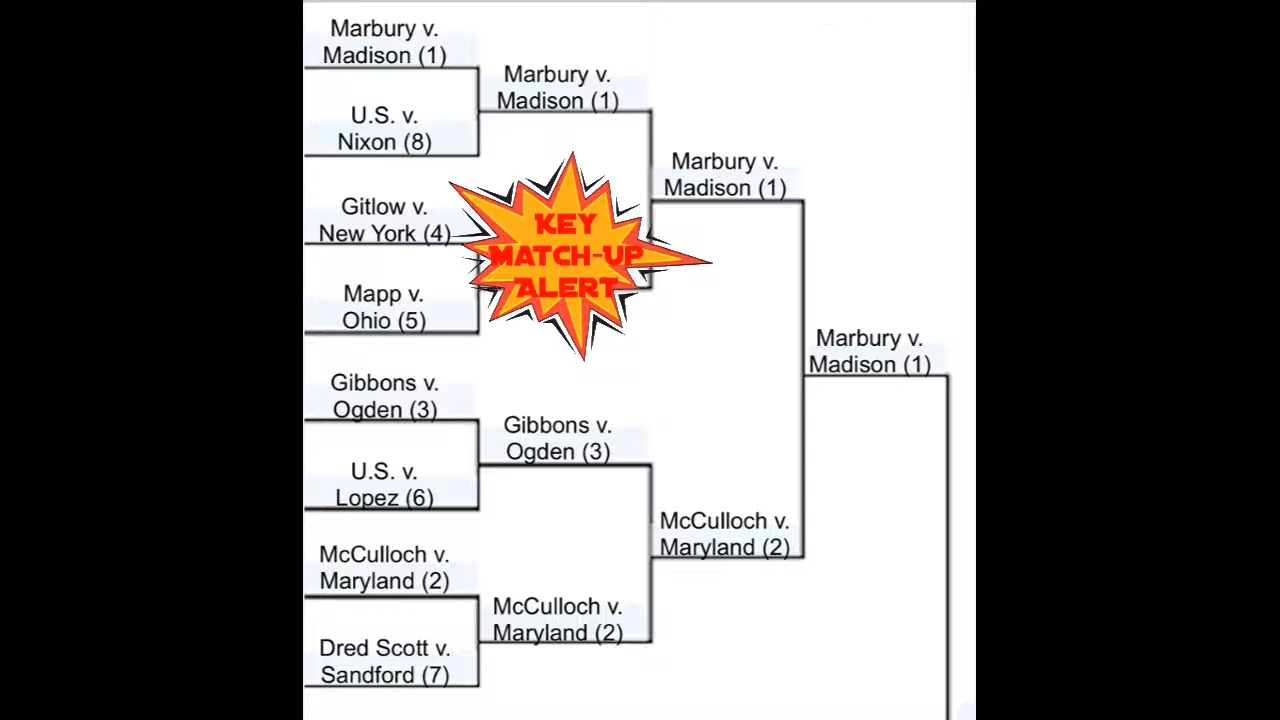 Marbury v.
Madison (1)
U.S. v.
Nixon (8)
Gitlow v.
New York (4)
Mapp v.
Ohio (5)
Gibbons v.
Ogden (3)
U.S. v.
Lopez (6)
McCulloch v.
Maryland (2)
Dred Scott v.
Sandford (7)
Marbury v.
Madison (1)
KEY
MATCH-UP
ALERT
Gibbons v.
Ogden (3)
McCulloch v.
Maryland (2)
Marbury v.
Madison (1)
McCulloch v.
Maryland (2)
Marbury v.
Madison (1)